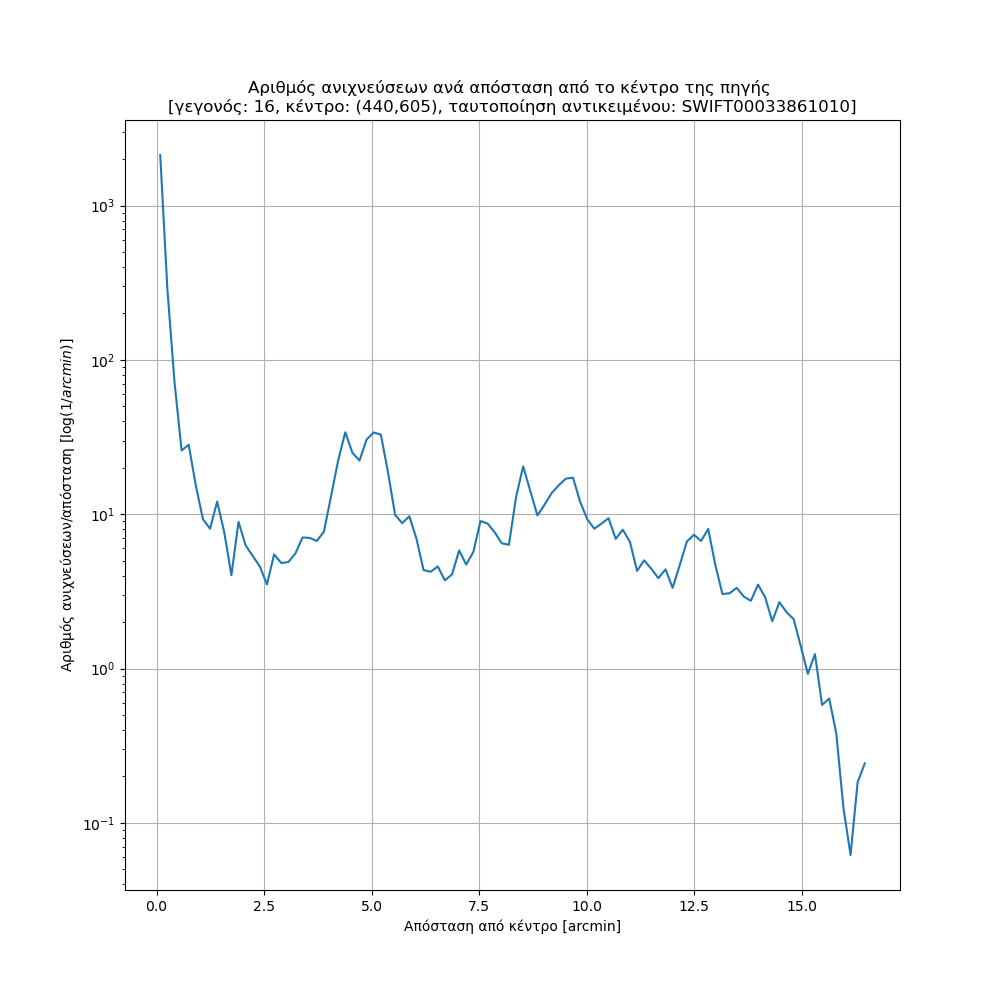 Αριθμός ανιχνεύσεων ανά απόσταση από το κέντρο της πηγής
[γεγονός: 16, κέντρο: (440,605), ταυτοποίηση αντικειμένου: SWIFT00033861010]
Αριθμός ανιχνεύσεων/απόσταση [log(1/arcmin)]
10³
10²
10¹
10⁰
10⁻¹
0.0 2.5 5.0 7.5 10.0 12.5 15.0
Απόσταση από κέντρο [arcmin]